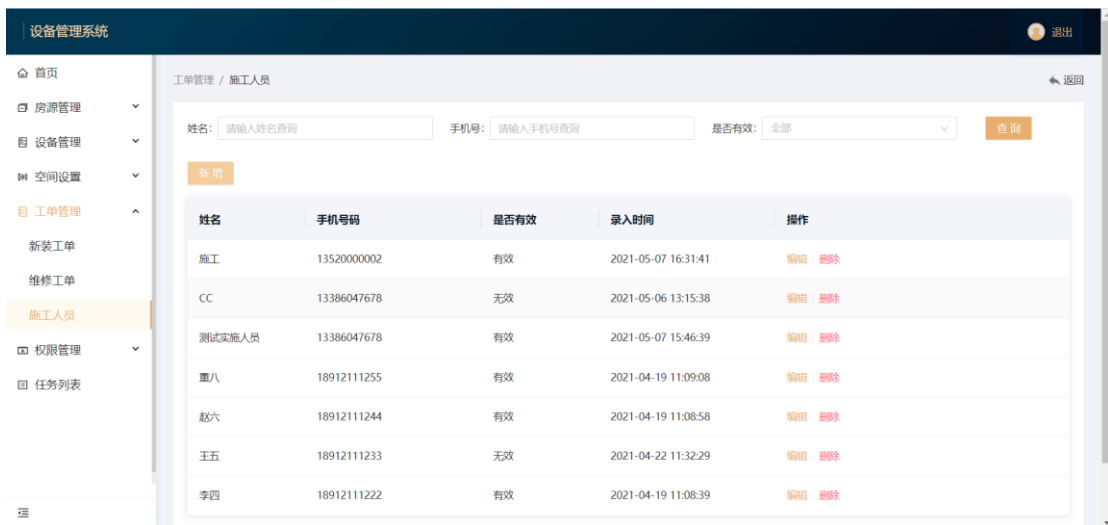 设备管理系统
退出
首页
房源管理
设备管理
空间设置
工单管理
新装工单
维修工单
施工人员
权限管理
任务列表
工单管理 / 施工人员
返回
姓名： 请输入姓名查询 手机号： 请输入手机号查询 是否有效： 全部 查询
新增
姓名 手机号码 是否有效 录入时间 操作
施工 13520000002 有效 2021-05-07 16:31:41 编辑 删除
CC 13386047678 无效 2021-05-06 13:15:38 编辑 删除
测试实施人员 13386047678 有效 2021-05-07 15:46:39 编辑 删除
重八 18912111255 有效 2021-04-19 11:09:08 编辑 删除
赵六 18912111244 有效 2021-04-19 11:08:58 编辑 删除
王五 18912111233 无效 2021-04-22 11:32:29 编辑 删除
李四 18912111222 有效 2021-04-19 11:08:39 编辑 删除